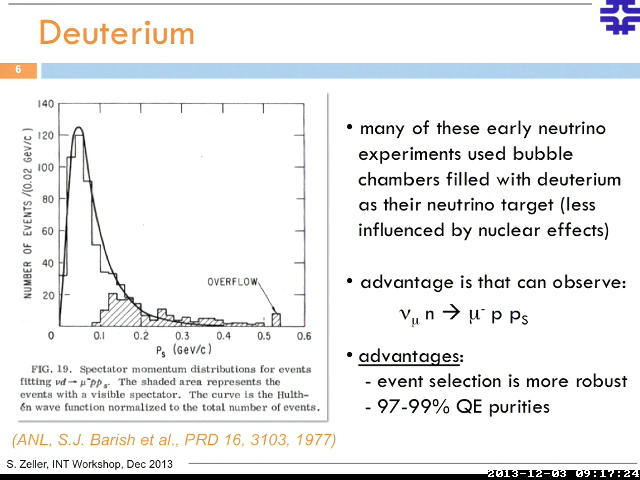 Deuterium
6
140
120
100
80
60
40
20
0
0.1
0.2
0.3
0.4
0.5
0.6
NUMBER OF EVENTS /(0.02 GeV/c)
OVERFLOW
Ps (GeV/c)
FIG. 19. Spectator momentum distributions for events
fitting νd → μ⁻pps. The shaded area represents the
events with a visible spectator. The curve is the Hulth-
én wave function normalized to the total number of events.
(ANL, S.J. Barish et al., PRD 16, 3103, 1977)
• many of these early neutrino
experiments used bubble
chambers filled with deuterium
as their neutrino target (less
influenced by nuclear effects)
• advantage is that can observe:
νμ n → μ⁻ p pS
• advantages:
- event selection is more robust
- 97-99% QE purities
S. Zeller, INT Workshop, Dec 2013
2013-12-03 09:17:24